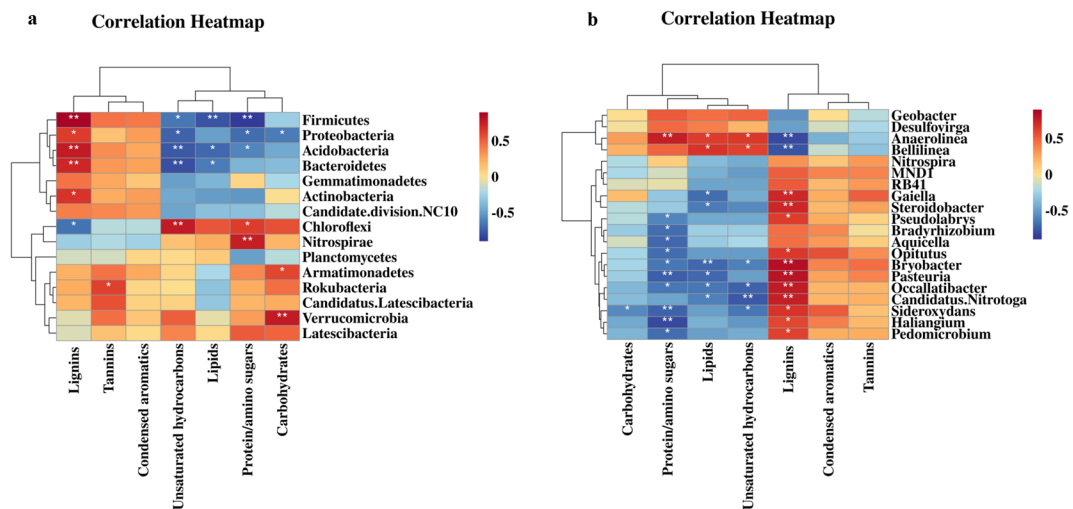 a
Correlation Heatmap
** * ** ** *
Firmicutes
* * * *
Proteobacteria
** ** * *
Acidobacteria
** ** *
Bacteroidetes
Gemmatimonadetes
*
Actinobacteria
Candidate.division.NC10
* ** *
Chloroflexi
**
Nitrospirae
Planctomycetes
*
Armatimonadetes
*
Rokubacteria
Candidatus.Latescibacteria
**
Verrucomicrobia
Latescibacteria
0.5
0
-0.5
Lignins
Tannins
Condensed aromatics
Unsaturated hydrocarbons
Lipids
Protein/amino sugars
Carbohydrates
b
Correlation Heatmap
Geobacter
Desulfovirga
** * * **
Anaerolinea
* * **
Bellilinea
Nitrospira
MND1
RB41
* **
Gaiella
* **
Steroidobacter
* *
Pseudolabrys
*
Bradyrhizobium
*
Aquicella
* *
Opitutus
* ** * **
Bryobacter
** * **
Pasteuria
* * * **
Occallatibacter
* ** **
Candidatus.Nitrotoga
* ** * *
Sideroxydans
** *
Haliangium
* *
Pedomicrobium
0.5
0
-0.5
Carbohydrates
Protein/amino sugars
Lipids
Unsaturated hydrocarbons
Lignins
Condensed aromatics
Tannins